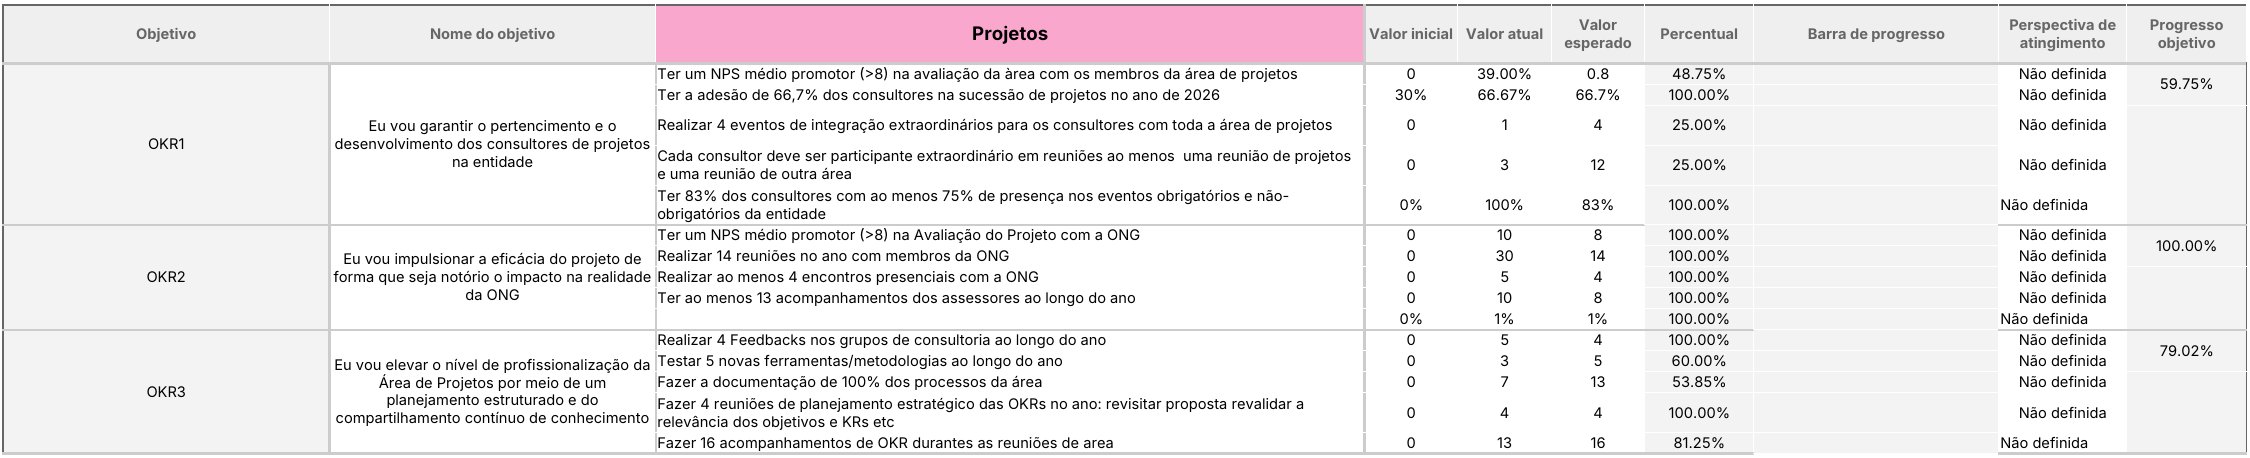 Objetivo Nome do objetivo Projetos Valor inicial Valor atual Valor esperado Percentual Barra de progresso Perspectiva de atingimento Progresso objetivo
OKR1
Eu vou garantir o pertencimento e o
desenvolvimento dos consultores de projetos
na entidade
Ter um NPS médio promotor (>8) na avaliação da àrea com os membros da área de projetos 0 39.00% 0.8 48.75% Não definida
59.75%
Ter a adesão de 66,7% dos consultores na sucessão de projetos no ano de 2026 30% 66.67% 66.7% 100.00% Não definida
Realizar 4 eventos de integração extraordinários para os consultores com toda a área de projetos 0 1 4 25.00% Não definida
Cada consultor deve ser participante extraordinário em reuniões ao menos  uma reunião de projetos
e uma reunião de outra área 0 3 12 25.00% Não definida
Ter 83% dos consultores com ao menos 75% de presença nos eventos obrigatórios e não-
obrigatórios da entidade 0% 100% 83% 100.00% Não definida
OKR2
Eu vou impulsionar a eficácia do projeto de
forma que seja notório o impacto na realidade
da ONG
Ter um NPS médio promotor (>8) na Avaliação do Projeto com a ONG 0 10 8 100.00% Não definida
100.00%
Realizar 14 reuniões no ano com membros da ONG 0 30 14 100.00% Não definida
Realizar ao menos 4 encontros presenciais com a ONG 0 5 4 100.00% Não definida
Ter ao menos 13 acompanhamentos dos assessores ao longo do ano 0 10 8 100.00% Não definida
0% 1% 1% 100.00% Não definida
OKR3
Eu vou elevar o nível de profissionalização da
Área de Projetos por meio de um
planejamento estruturado e do
compartilhamento contínuo de conhecimento
Realizar 4 Feedbacks nos grupos de consultoria ao longo do ano 0 5 4 100.00% Não definida
79.02%
Testar 5 novas ferramentas/metodologias ao longo do ano 0 3 5 60.00% Não definida
Fazer a documentação de 100% dos processos da área 0 7 13 53.85% Não definida
Fazer 4 reuniões de planejamento estratégico das OKRs no ano: revisitar proposta revalidar a
relevância dos objetivos e KRs etc 0 4 4 100.00% Não definida
Fazer 16 acompanhamentos de OKR durantes as reuniões de area 0 13 16 81.25% Não definida